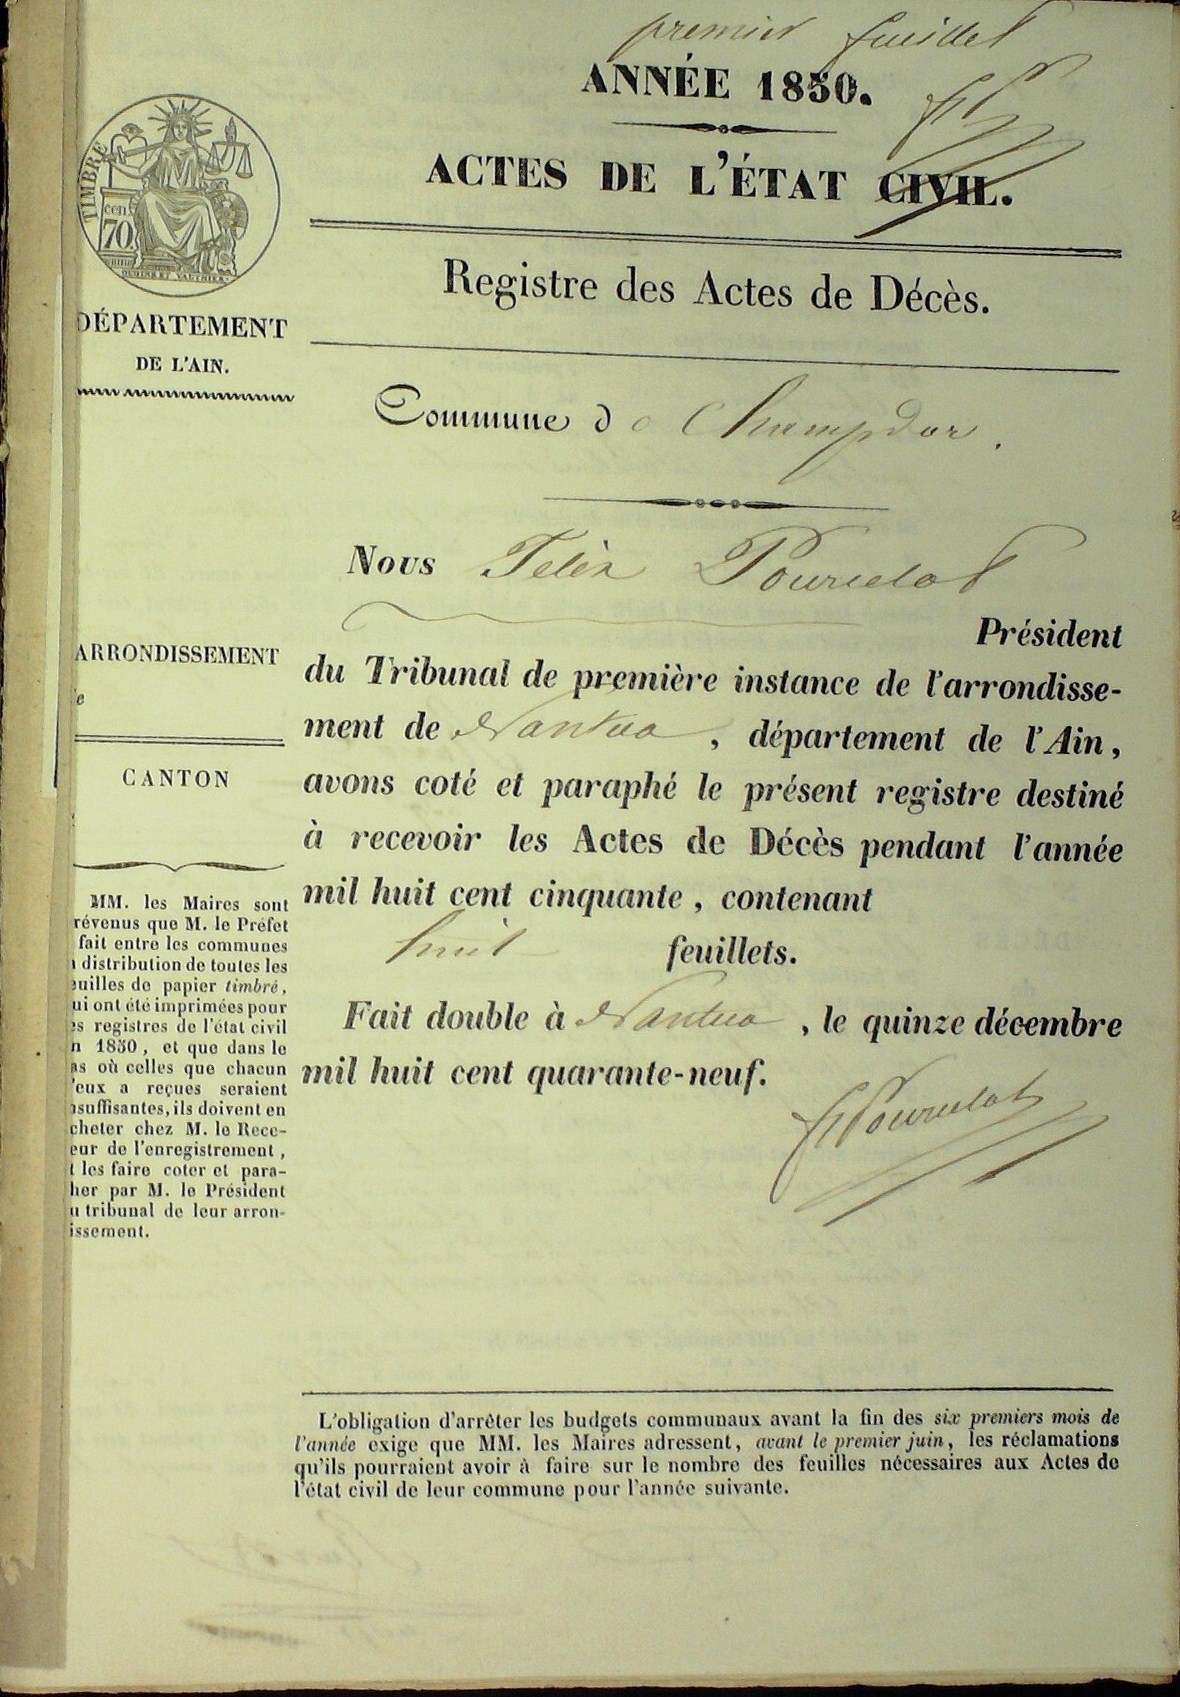 premier feuillet
ANNÉE 1850.
ACTES DE L'ÉTAT CIVIL.
Registre des Actes de Décès.
TIMBRE
cen
70
DÉPARTEMENT
DE L'AIN.
Commune d e Champdor.
Nous Félix Pourcelot
Président
du Tribunal de première instance de l'arrondisse-
ment de Nantua, département de l'Ain,
avons coté et paraphé le présent registre destiné
à recevoir les Actes de Décès pendant l'année
mil huit cent cinquante, contenant
huit feuillets.
Fait double à Nantua, le quinze décembre
mil huit cent quarante-neuf.
f Pourcelot
ARRONDISSEMENT
e
CANTON
MM. les Maires sont
révenus que M. le Préfet
fait entre les communes
a distribution de toutes les
euilles de papier timbré,
ui ont été imprimées pour
es registres de l'état civil
n 1850, et que dans le
as où celles que chacun
'eux a reçues seraient
nsuffisantes, ils doivent en
cheter chez M. le Rece-
eur de l'enregistrement,
t les faire coter et para-
her par M. le Président
u tribunal de leur arron-
issement.
L'obligation d'arrêter les budgets communaux avant la fin des six premiers mois de
l'année exige que MM. les Maires adressent, avant le premier juin, les réclamations
qu'ils pourraient avoir à faire sur le nombre des feuilles nécessaires aux Actes de
l'état civil de leur commune pour l'année suivante.